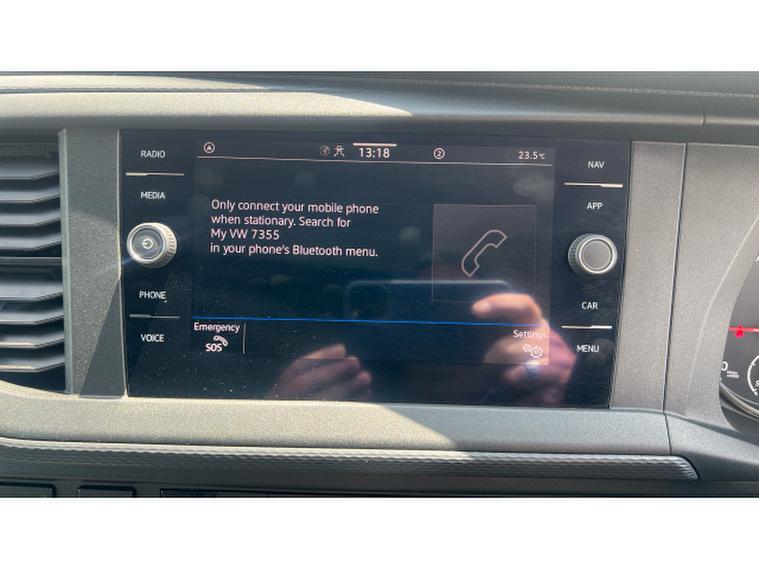 RADIO
MEDIA
PHONE
VOICE
13:18
2
23.5°C
Only connect your mobile phone
when stationary. Search for
My VW 7355
in your phone's Bluetooth menu.
Emergency
SOS
Settings
NAV
APP
CAR
MENU